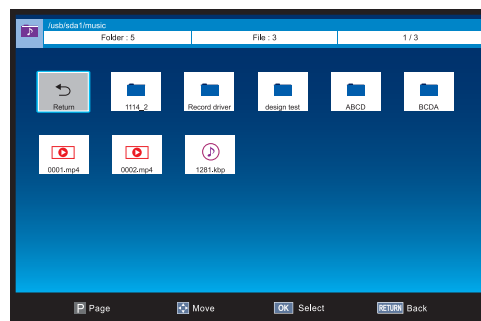 /usb/sda1/music
Folder : 5 File : 3 1 / 3
Return 1114_2 Record driver design test ABCD BCDA
0001.mp4 0002.mp4 1281.kbp
P Page Move OK Select RETURN Back